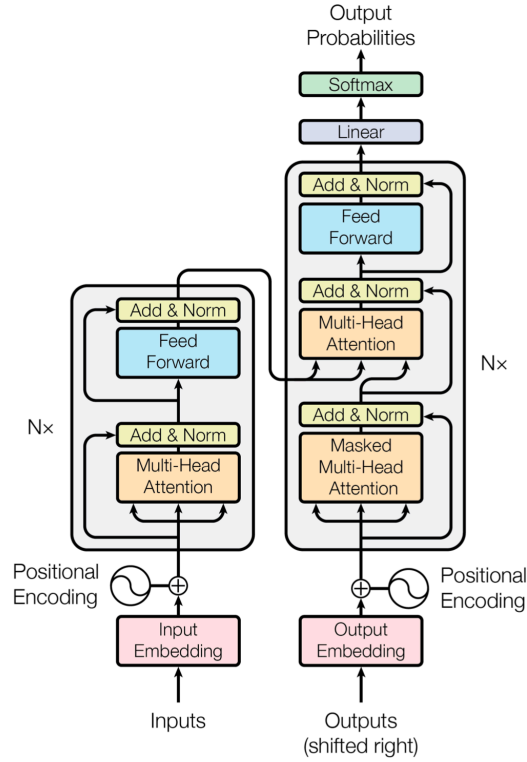 Output
Probabilities
Softmax
Linear
Add & Norm
Feed
Forward
Add & Norm
Multi-Head
Attention
Add & Norm
Masked
Multi-Head
Attention
N×
Add & Norm
Feed
Forward
Add & Norm
Multi-Head
Attention
N×
Positional
Encoding
Positional
Encoding
Input
Embedding
Output
Embedding
Inputs
Outputs
(shifted right)